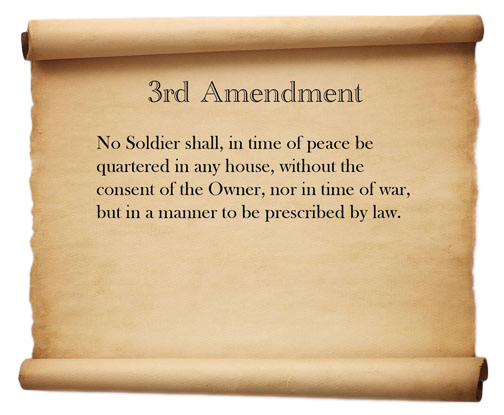 3rd Amendment
No Soldier shall, in time of peace be
quartered in any house, without the
consent of the Owner, nor in time of war,
but in a manner to be prescribed by law.